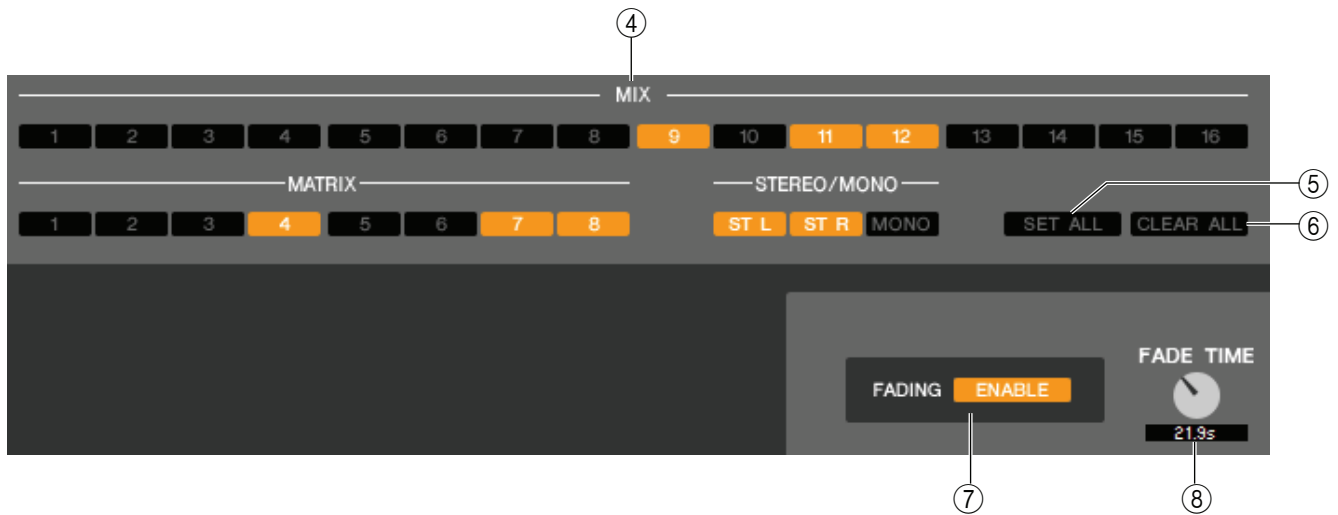 ④
MIX
1 2 3 4 5 6 7 8 9 10 11 12 13 14 15 16
MATRIX STEREO/MONO
⑤
1 2 3 4 5 6 7 8 ST L ST R MONO SET ALL CLEAR ALL
⑥
FADE TIME
FADING ENABLE
21.9s
⑦ ⑧